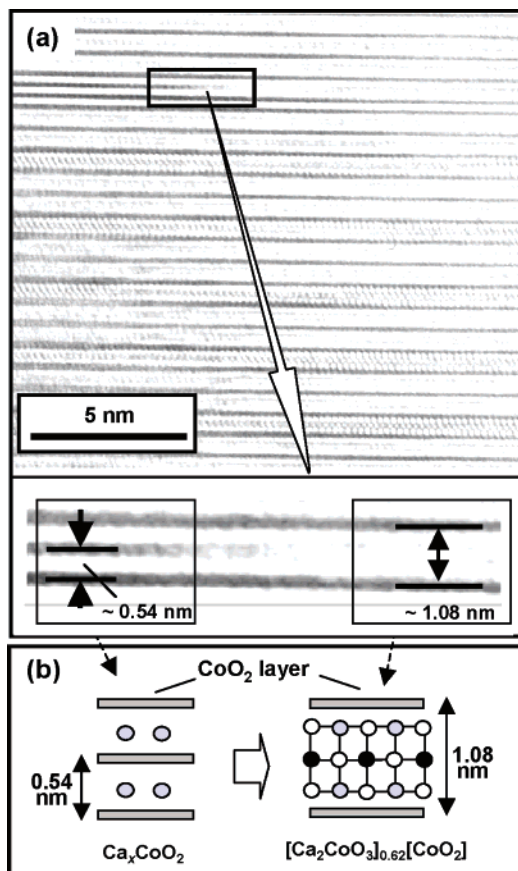 (a)
5 nm
~ 0.54 nm
~ 1.08 nm
(b)
CoO₂ layer
0.54
nm
1.08
nm
CaₓCoO₂
[Ca₂CoO₃]₀.₆₂[CoO₂]